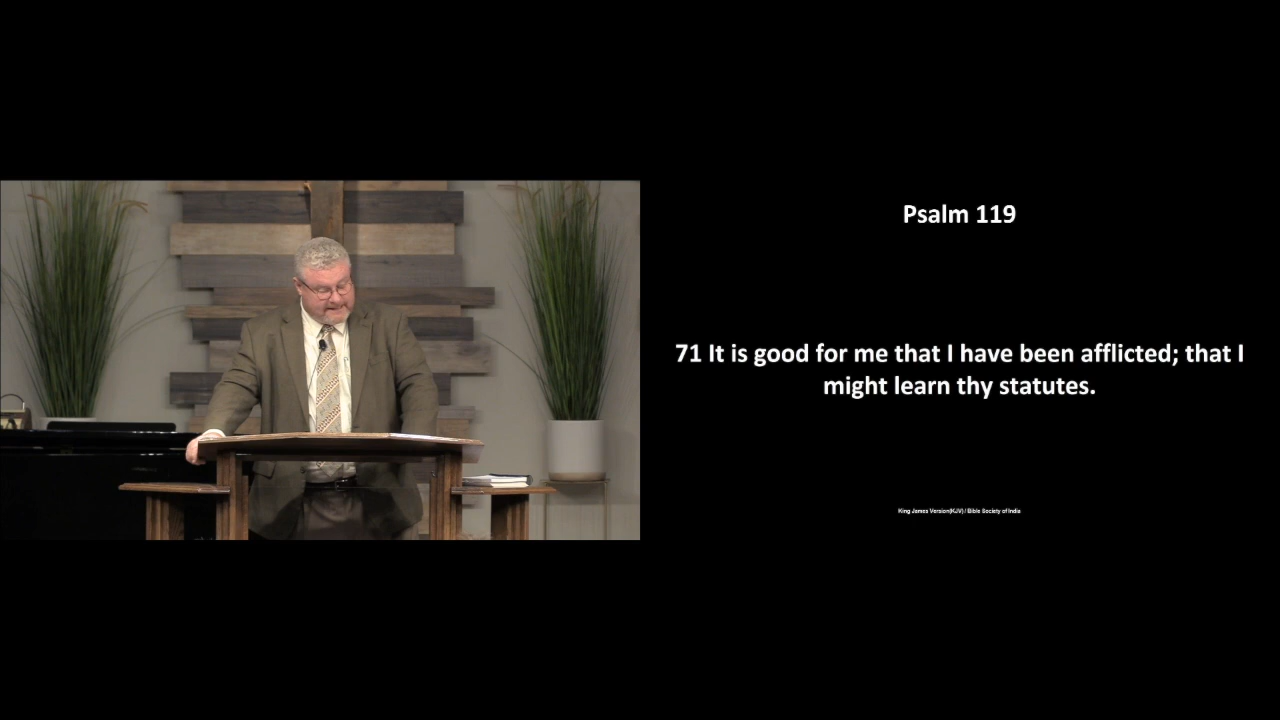 Psalm 119
71 It is good for me that I have been afflicted; that I
might learn thy statutes.
King James Version(KJV) / Bible Society of India